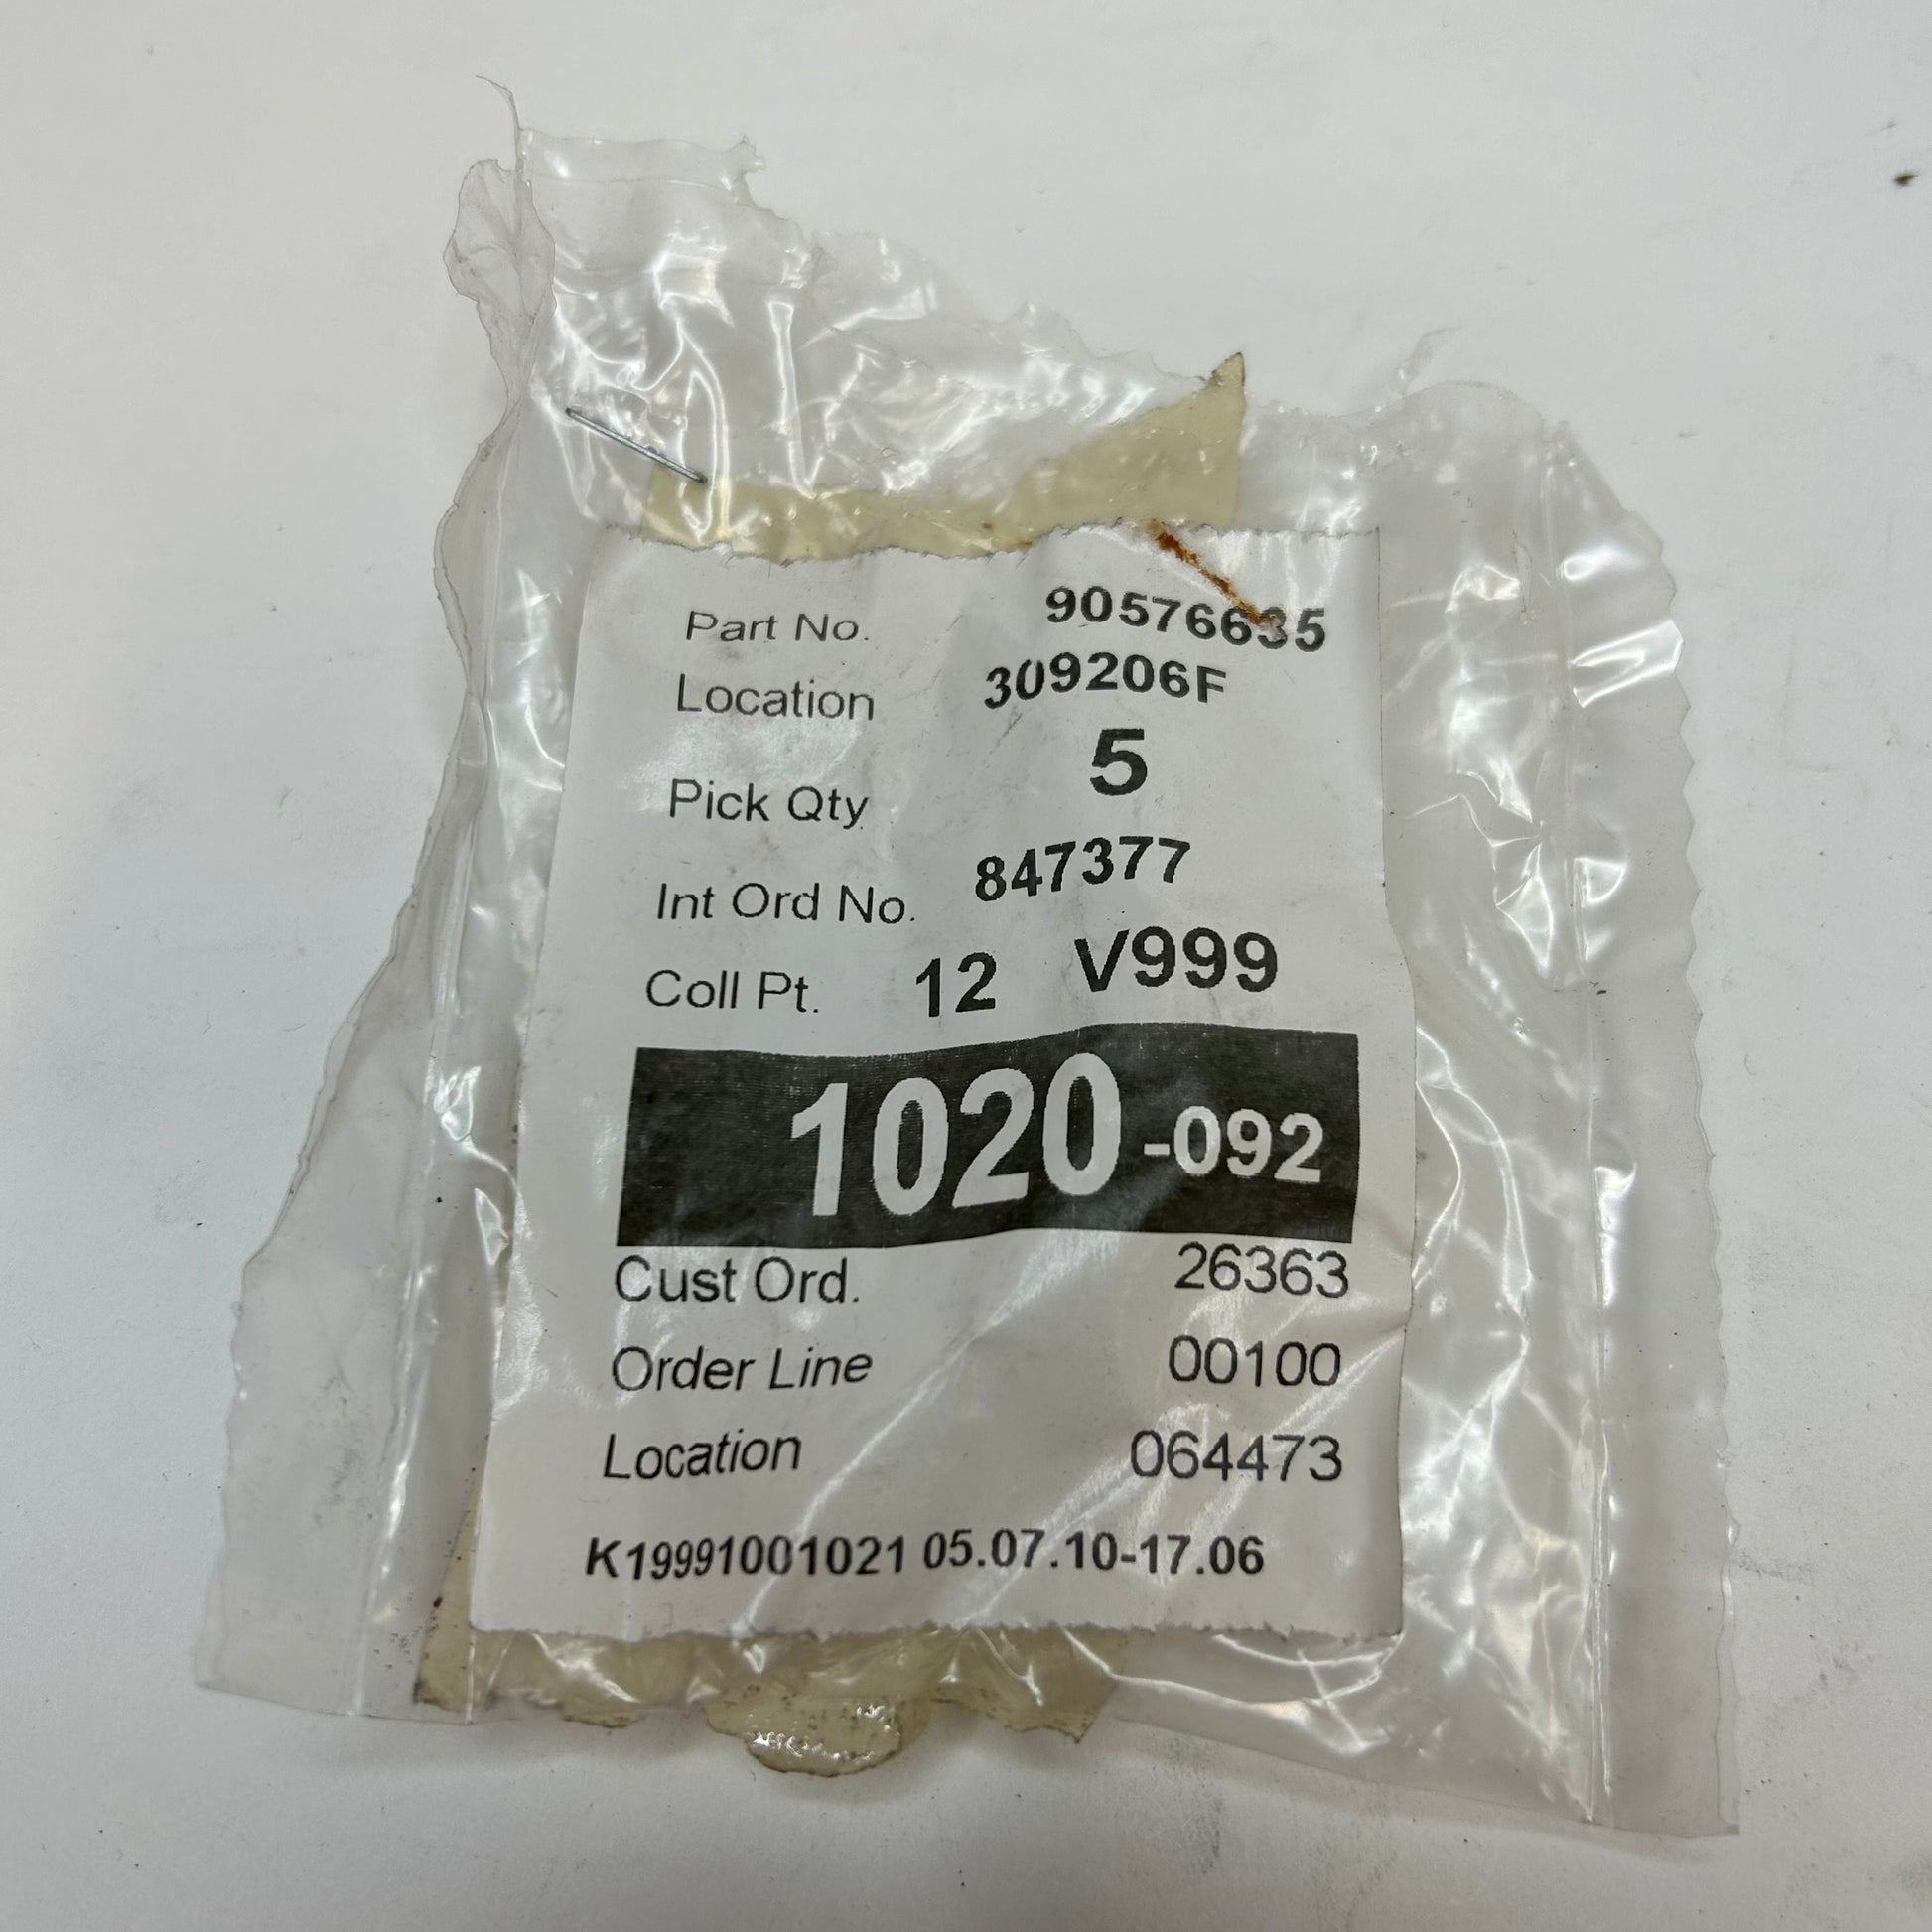 Part No. 90576635
Location 309206F
Pick Qty 5
Int Ord No. 847377
Coll Pt. 12 V999
1020 -092
Cust Ord. 26363
Order Line 00100
Location 064473
K19991001021 05.07.10-17.06